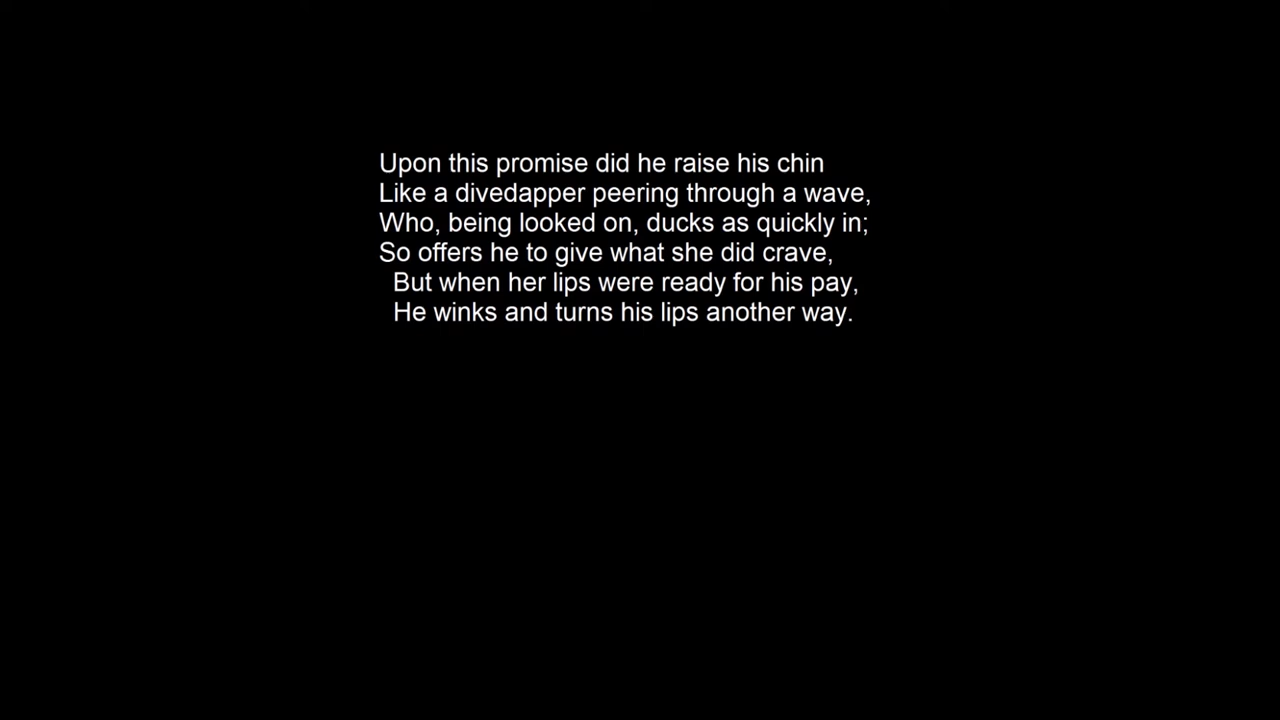 Upon this promise did he raise his chin
Like a divedapper peering through a wave,
Who, being looked on, ducks as quickly in;
So offers he to give what she did crave,
But when her lips were ready for his pay,
He winks and turns his lips another way.